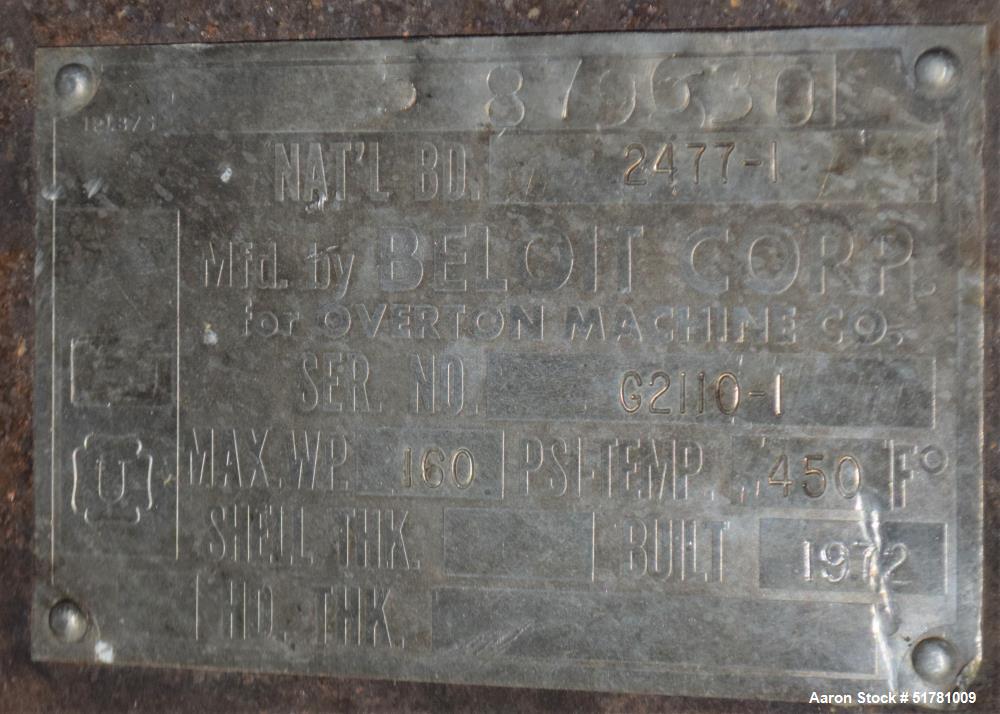 NAT'L BD. 2477-1
Mfd. by BELOIT CORP.
for OVERTON MACHINE CO.
SER. NO. G2110-1
MAX. W.P. 160 PSI-TEMP. 450 F°
U
SHELL THK. BUILT 1972
HD. THK.
Aaron Stock # 51781009